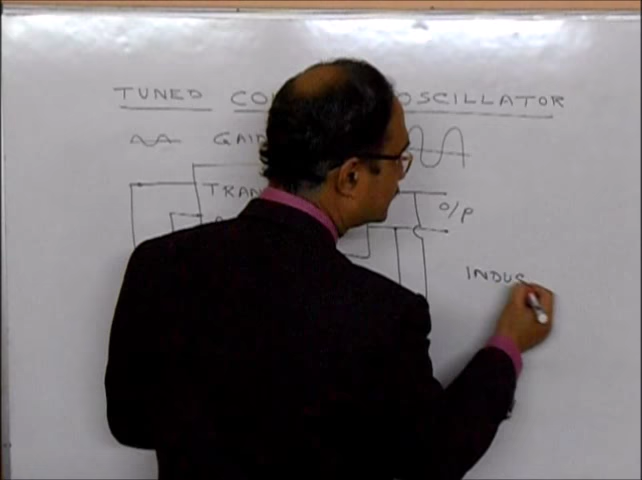 TUNED CO OSCILLATOR
GAI
TRAN
O/P
INDUS